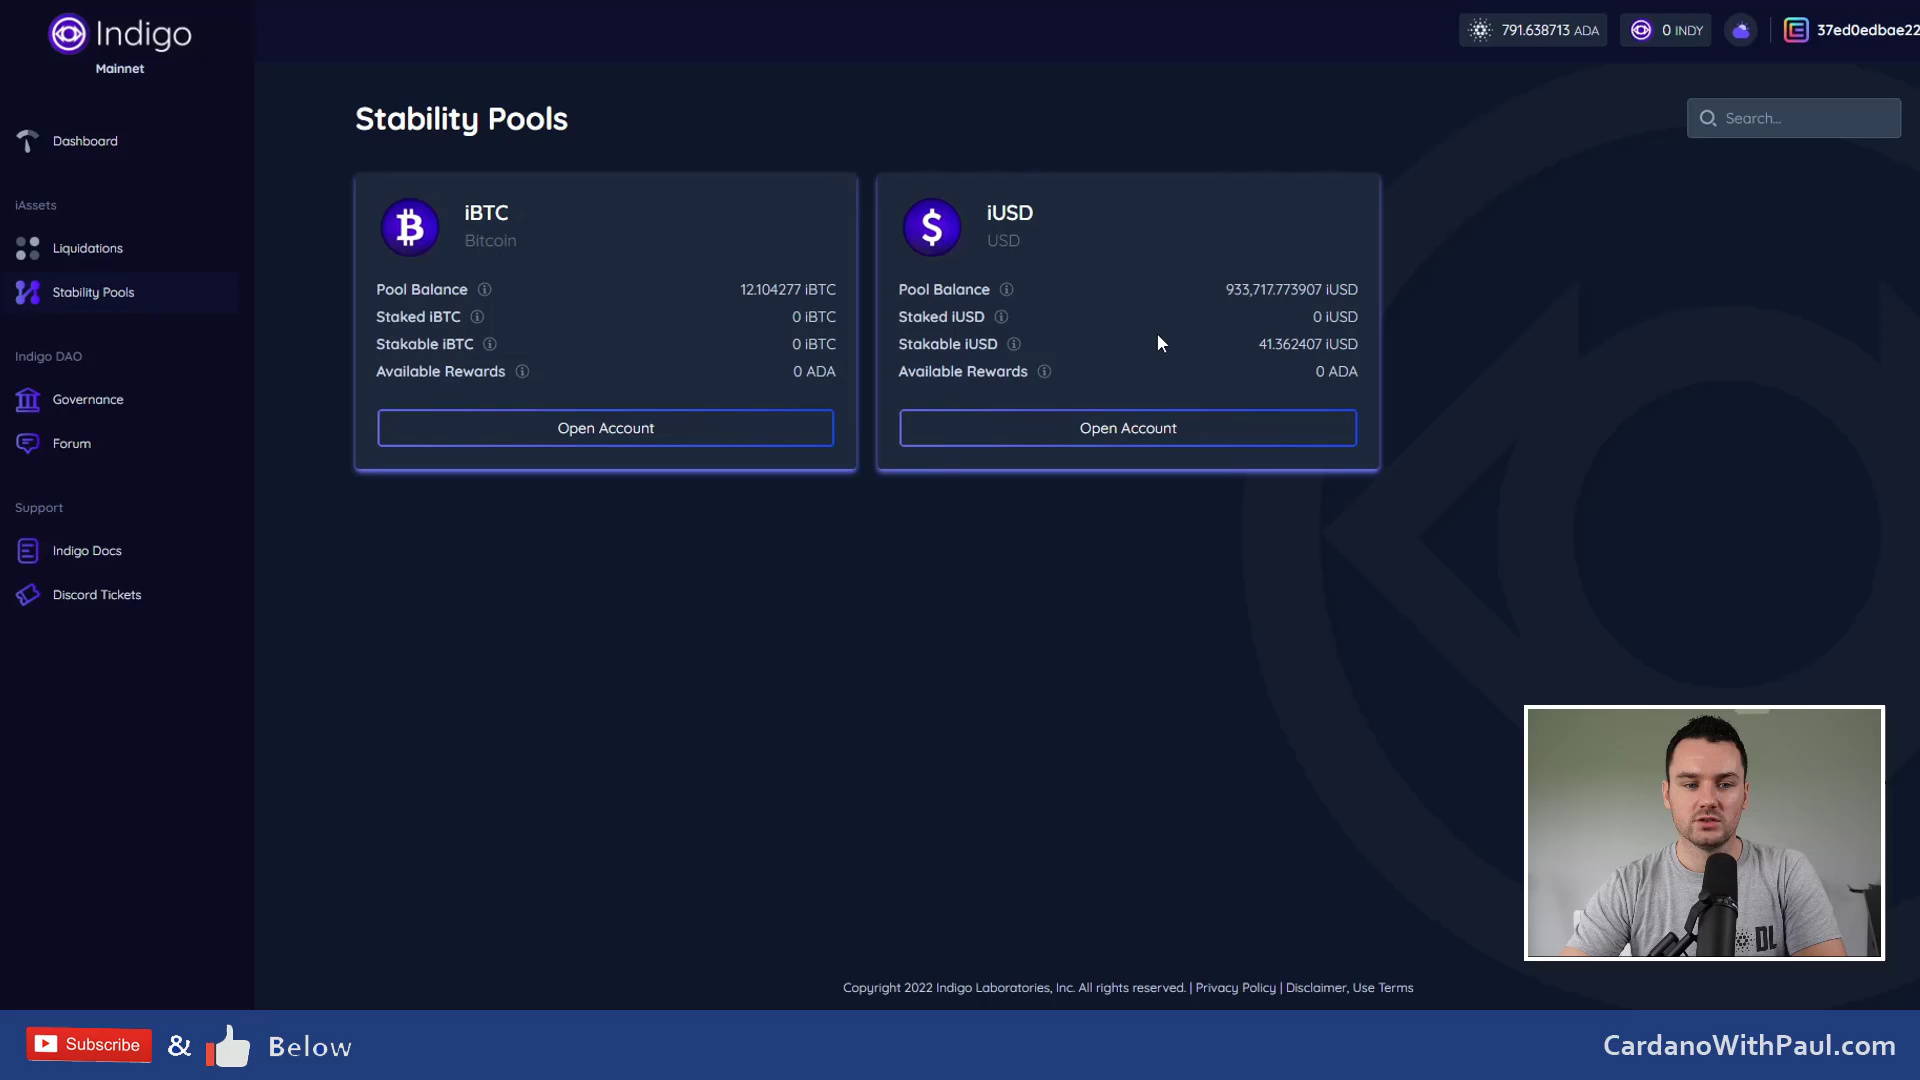 Indigo
Mainnet
791.638713 ADA
0 INDY
37ed0edbae22
Dashboard
iAssets
Liquidations
Stability Pools
Indigo DAO
Governance
Forum
Support
Indigo Docs
Discord Tickets
Stability Pools
Search...
iBTC
Bitcoin
Pool Balance 12.104277 iBTC
Staked iBTC 0 iBTC
Stakable iBTC 0 iBTC
Available Rewards 0 ADA
Open Account
iUSD
USD
Pool Balance 933,717.773907 iUSD
Staked iUSD 0 iUSD
Stakable iUSD 41.362407 iUSD
Available Rewards 0 ADA
Open Account
DL
Copyright 2022 Indigo Laboratories, Inc. All rights reserved. | Privacy Policy | Disclaimer, Use Terms
Subscribe & Below
CardanoWithPaul.com